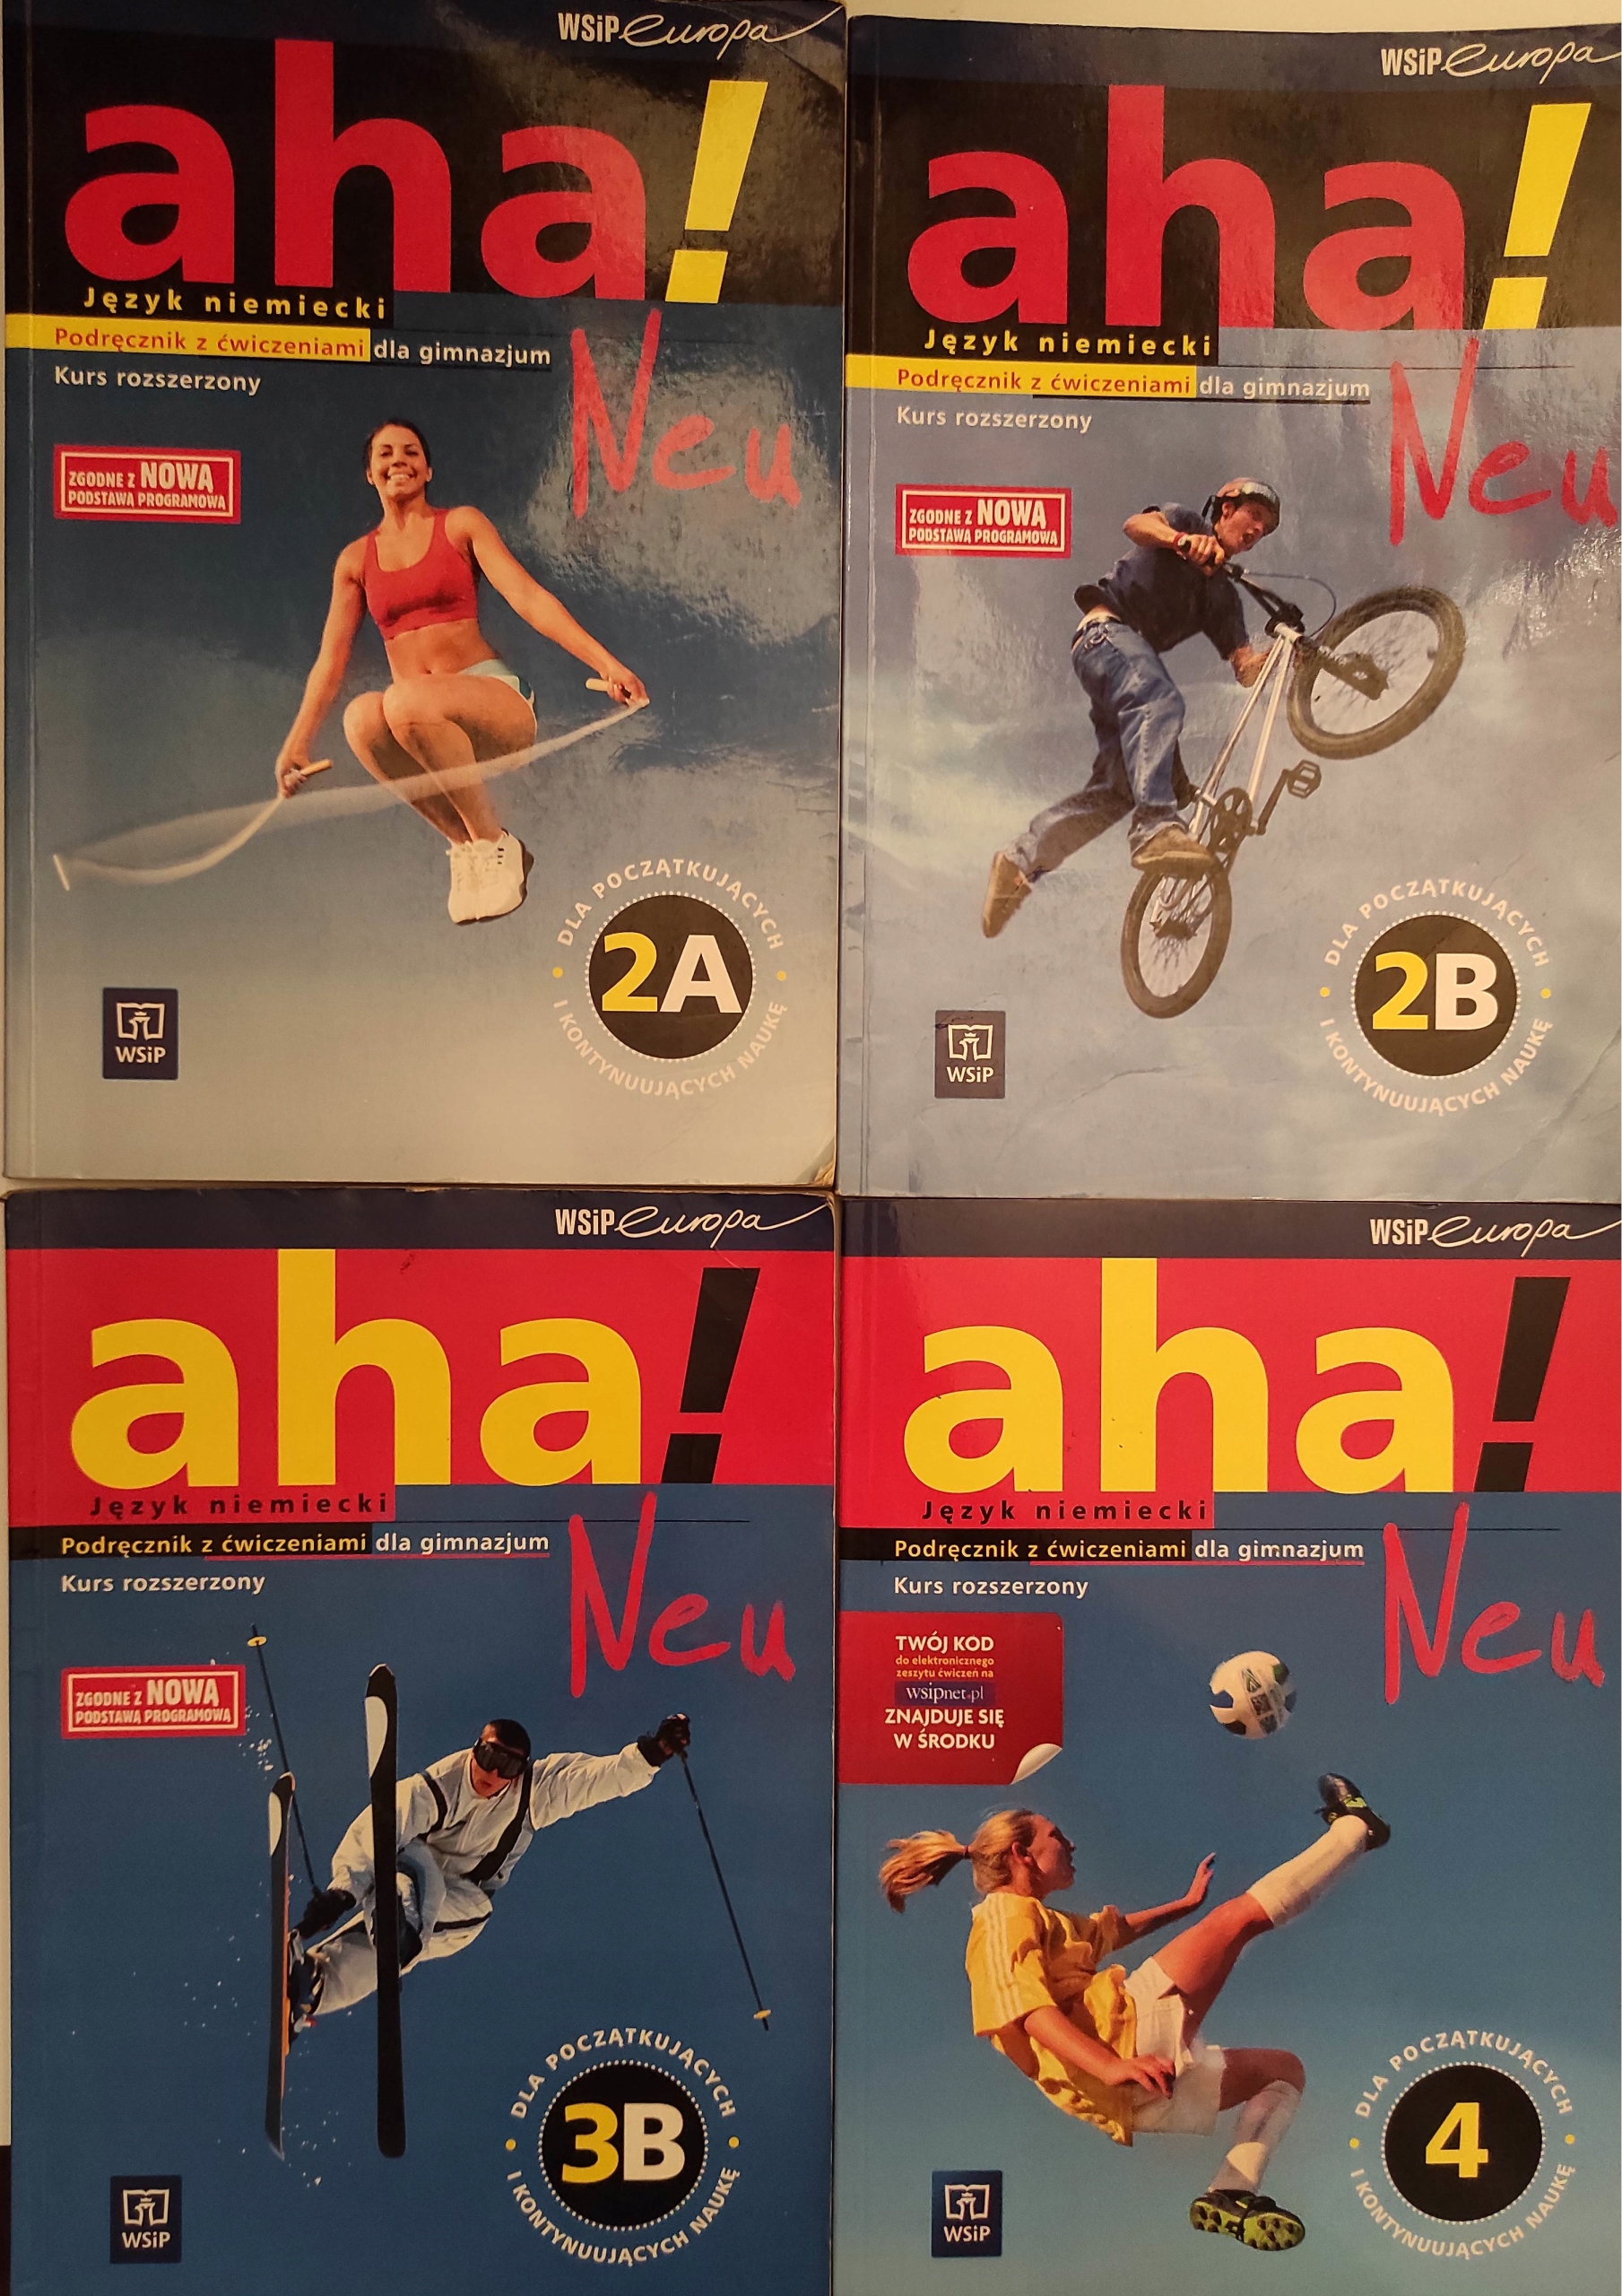 WSiP europa
aha!
Język niemiecki
Neu
Podręcznik z ćwiczeniami dla gimnazjum
Kurs rozszerzony
ZGODNE Z NOWĄ
PODSTAWĄ PROGRAMOWĄ
DLA POCZĄTKUJĄCYCH
2A
I KONTYNUUJĄCYCH NAUKĘ
WSiP
WSiP europa
aha!
Język niemiecki
Neu
Podręcznik z ćwiczeniami dla gimnazjum
Kurs rozszerzony
ZGODNE Z NOWĄ
PODSTAWĄ PROGRAMOWĄ
DLA POCZĄTKUJĄCYCH
2B
I KONTYNUUJĄCYCH NAUKĘ
WSiP
WSiP europa
aha!
Język niemiecki
Neu
Podręcznik z ćwiczeniami dla gimnazjum
Kurs rozszerzony
ZGODNE Z NOWĄ
PODSTAWĄ PROGRAMOWĄ
DLA POCZĄTKUJĄCYCH
3B
I KONTYNUUJĄCYCH NAUKĘ
WSiP
WSiP europa
aha!
Język niemiecki
Neu
Podręcznik z ćwiczeniami dla gimnazjum
Kurs rozszerzony
TWÓJ KOD
do elektronicznego
zeszytu ćwiczeń na
wsipnet.pl
ZNAJDUJE SIĘ
W ŚRODKU
DLA POCZĄTKUJĄCYCH
4
I KONTYNUUJĄCYCH NAUKĘ
WSiP